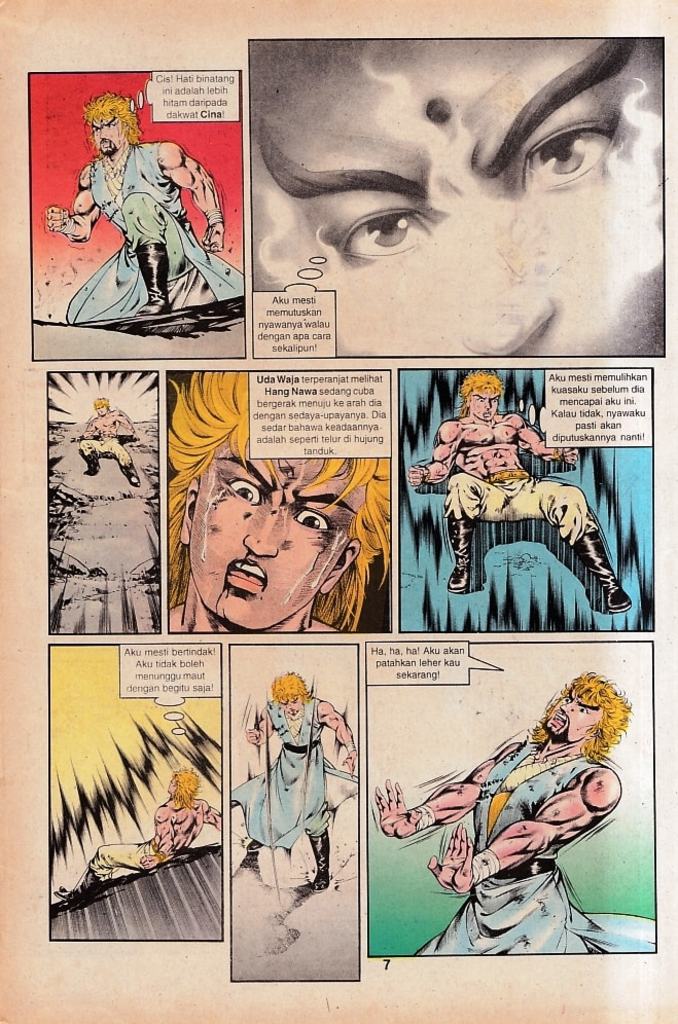 Cis! Hati binatang
ini adalah lebih
hitam daripada
dakwat Cina!
Aku mesti
memutuskan
nyawanya walau
dengan apa cara
sekalipun!
Uda Waja terperanjat melihat
Hang Nawa sedang cuba
bergerak menuju ke arah dia
dengan sedaya-upayanya. Dia
sedar bahawa keadaannya
adalah seperti telur di hujung
tanduk.
Aku mesti memulihkan
kuasaku sebelum dia
mencapai aku ini.
Kalau tidak, nyawaku
pasti akan
diputuskannya nanti!
Aku mesti bertindak!
Aku tidak boleh
menunggu maut
dengan begitu saja!
Ha, ha, ha! Aku akan
patahkan leher kau
sekarang!
7